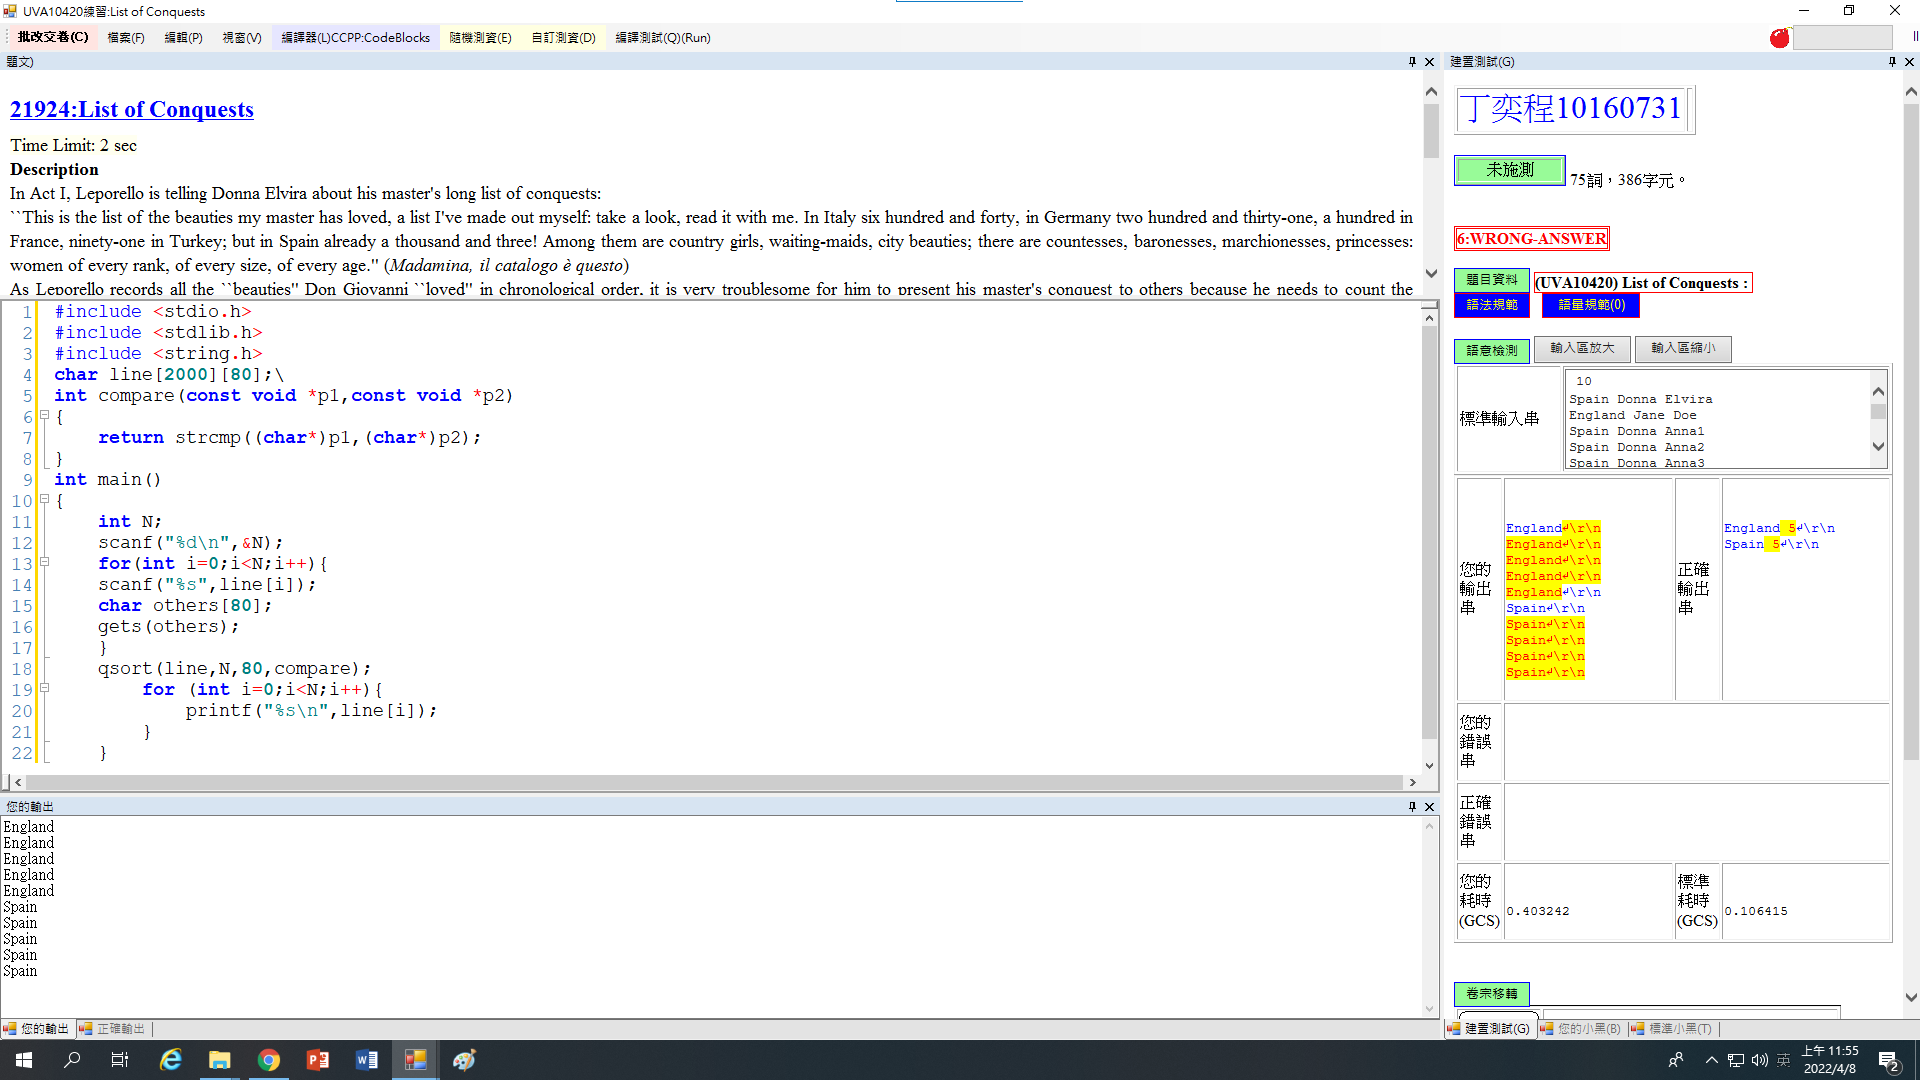 UVA10420練習:List of Conquests
批改交卷(C) 檔案(F) 編輯(P) 視窗(V) 編譯器(L)CCPP:CodeBlocks 隨機測資(E) 自訂測資(D) 編譯測試(Q)(Run)
題文)
21924:List of Conquests
Time Limit: 2 sec
Description
In Act I, Leporello is telling Donna Elvira about his master's long list of conquests:
``This is the list of the beauties my master has loved, a list I've made out myself: take a look, read it with me. In Italy six hundred and forty, in Germany two hundred and thirty-one, a hundred in
France, ninety-one in Turkey; but in Spain already a thousand and three! Among them are country girls, waiting-maids, city beauties; there are countesses, baronesses, marchionesses, princesses:
women of every rank, of every size, of every age.'' (Madamina, il catalogo è questo)
As Leporello records all the ``beauties'' Don Giovanni ``loved'' in chronological order, it is very troublesome for him to present his master's conquest to others because he needs to count the
1 #include <stdio.h>
2 #include <stdlib.h>
3 #include <string.h>
4 char line[2000][80];\
5 int compare(const void *p1,const void *p2)
6 {
7 return strcmp((char*)p1,(char*)p2);
8 }
9 int main()
10 {
11 int N;
12 scanf("%d\n",&N);
13 for(int i=0;i<N;i++){
14 scanf("%s",line[i]);
15 char others[80];
16 gets(others);
17 }
18 qsort(line,N,80,compare);
19 for (int i=0;i<N;i++){
20 printf("%s\n",line[i]);
21 }
22 }
您的輸出
England
England
England
England
England
Spain
Spain
Spain
Spain
Spain
您的輸出 正確輸出
建置測試(G)
丁奕程10160731
未施測 75詞，386字元。
6:WRONG-ANSWER
題目資料 (UVA10420) List of Conquests :
語法規範 語量規範(0)
語意檢測 輸入區放大 輸入區縮小
標準輸入串
10
Spain Donna Elvira
England Jane Doe
Spain Donna Anna1
Spain Donna Anna2
Spain Donna Anna3
您的輸出串
England↲\r\n
England↲\r\n
England↲\r\n
England↲\r\n
England↲\r\n
Spain↲\r\n
Spain↲\r\n
Spain↲\r\n
Spain↲\r\n
Spain↲\r\n
正確輸出串
England 5↲\r\n
Spain 5↲\r\n
您的錯誤串
正確錯誤串
您的耗時(GCS) 0.403242
標準耗時(GCS) 0.106415
卷宗移轉
建置測試(G) 您的小黑(B) 標準小黑(T)
英
上午 11:55
2022/4/8
2